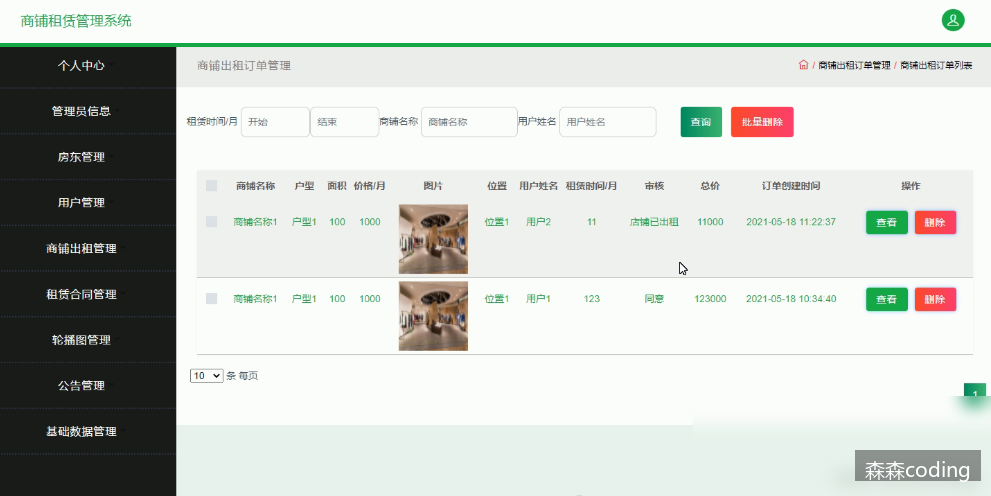 商铺租赁管理系统
个人中心
管理员信息
房东管理
用户管理
商铺出租管理
租赁合同管理
轮播图管理
公告管理
基础数据管理
商铺出租订单管理
/ 商铺出租订单管理 / 商铺出租订单列表
租赁时间/月 开始 结束 商铺名称 商铺名称 用户姓名 用户姓名 查询 批量删除
商铺名称 户型 面积 价格/月 图片 位置 用户姓名 租赁时间/月 审核 总价 订单创建时间 操作
商铺名称1 户型1 100 1000 位置1 用户2 11 店铺已出租 11000 2021-05-18 11:22:37 查看 删除
商铺名称1 户型1 100 1000 位置1 用户1 123 同意 123000 2021-05-18 10:34:40 查看 删除
10 条 每页
1
森森coding